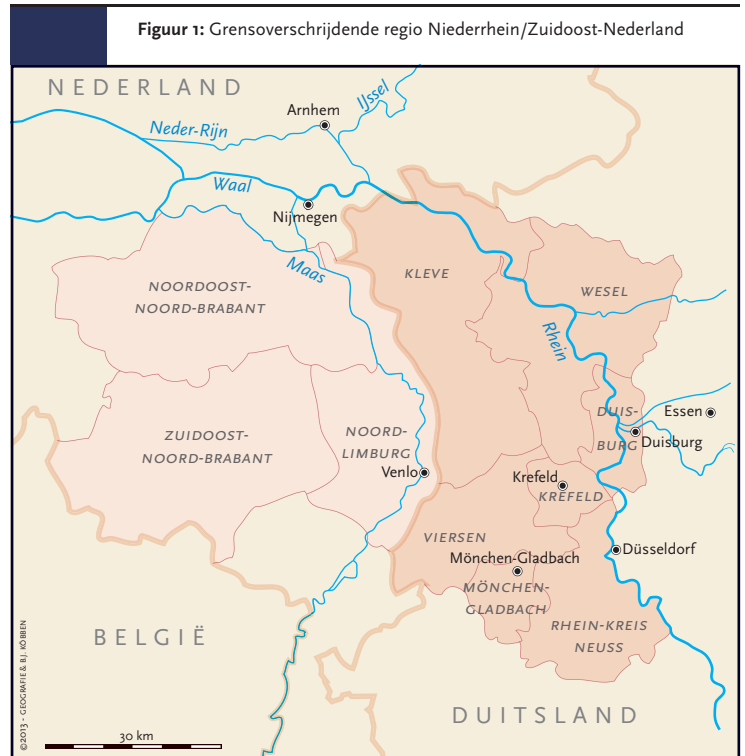 Figuur 1: Grensoverschrijdende regio Niederrhein/Zuidoost-Nederland
NEDERLAND
IJssel
Arnhem
Neder-Rijn
Waal
Nijmegen
Maas
KLEVE
NOORDOOST-
NOORD-BRABANT
WESEL
Rhein
DUIS-
BURG
Essen
Duisburg
ZUIDOOST-
NOORD-BRABANT
NOORD-
LIMBURG
Venlo
Krefeld
KREFELD
VIERSEN
Düsseldorf
Mönchen-Gladbach
MÖNCHEN-
GLADBACH
RHEIN-KREIS
NEUSS
BELGIË
DUITSLAND
30 km
©2013 - GEOGRAFIE & B.J. KÖBBEN